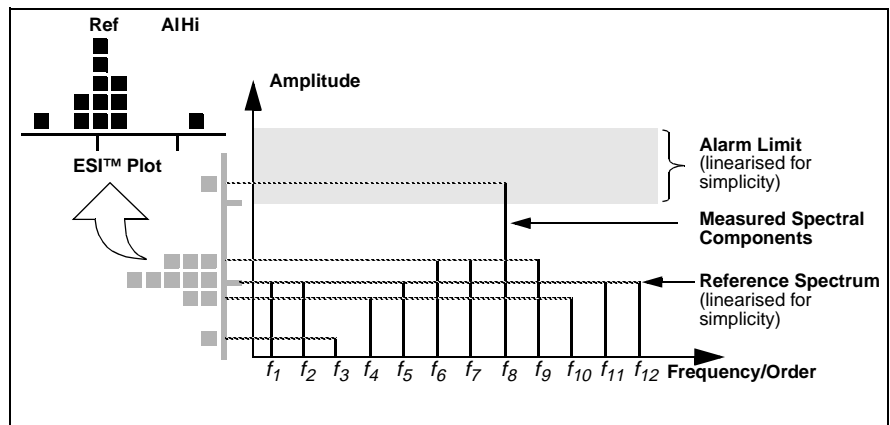 Ref AlHi
Amplitude
ESI™ Plot
Alarm Limit
(linearised for
simplicity)
Measured Spectral
Components
Reference Spectrum
(linearised for
simplicity)
f1 f2 f3 f4 f5 f6 f7 f8 f9 f10 f11 f12 Frequency/Order